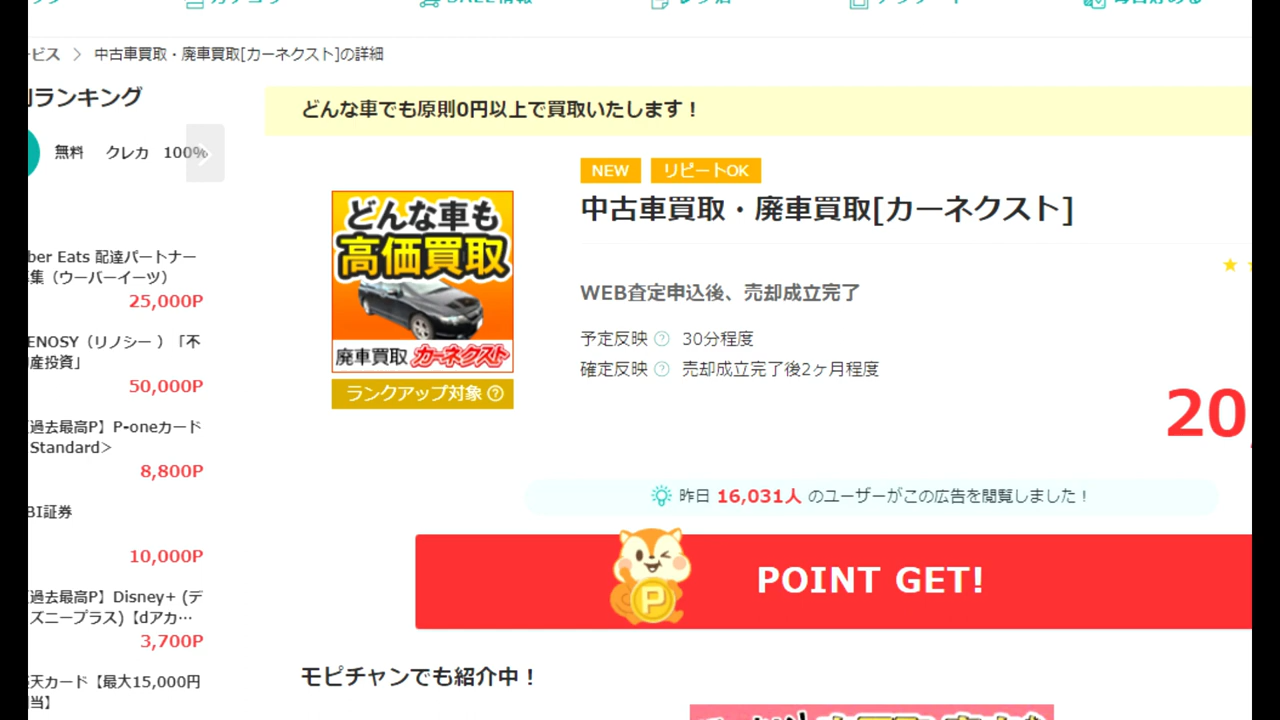 SALE情報
ービス > 中古車買取・廃車買取[カーネクスト]の詳細
ランキング
どんな車でも原則0円以上で買取いたします！
無料 クレカ 100%
NEW リピートOK
中古車買取・廃車買取[カーネクスト]
どんな車も
高価買取
廃車買取 カーネクスト
ランクアップ対象
WEB査定申込後、売却成立完了
予定反映 ? 30分程度
確定反映 ? 売却成立完了後2ヶ月程度
20,
ber Eats 配達パートナー
集（ウーバーイーツ）
25,000P
ENOSY（リノシー ）「不
産投資」
50,000P
過去最高P】P-oneカード
Standard>
8,800P
BI証券
10,000P
過去最高P】Disney+ (デ
ズニープラス)【dアカ…
3,700P
天カード【最大15,000円
当】
昨日 16,031人 のユーザーがこの広告を閲覧しました！
P
POINT GET!
モピチャンでも紹介中！